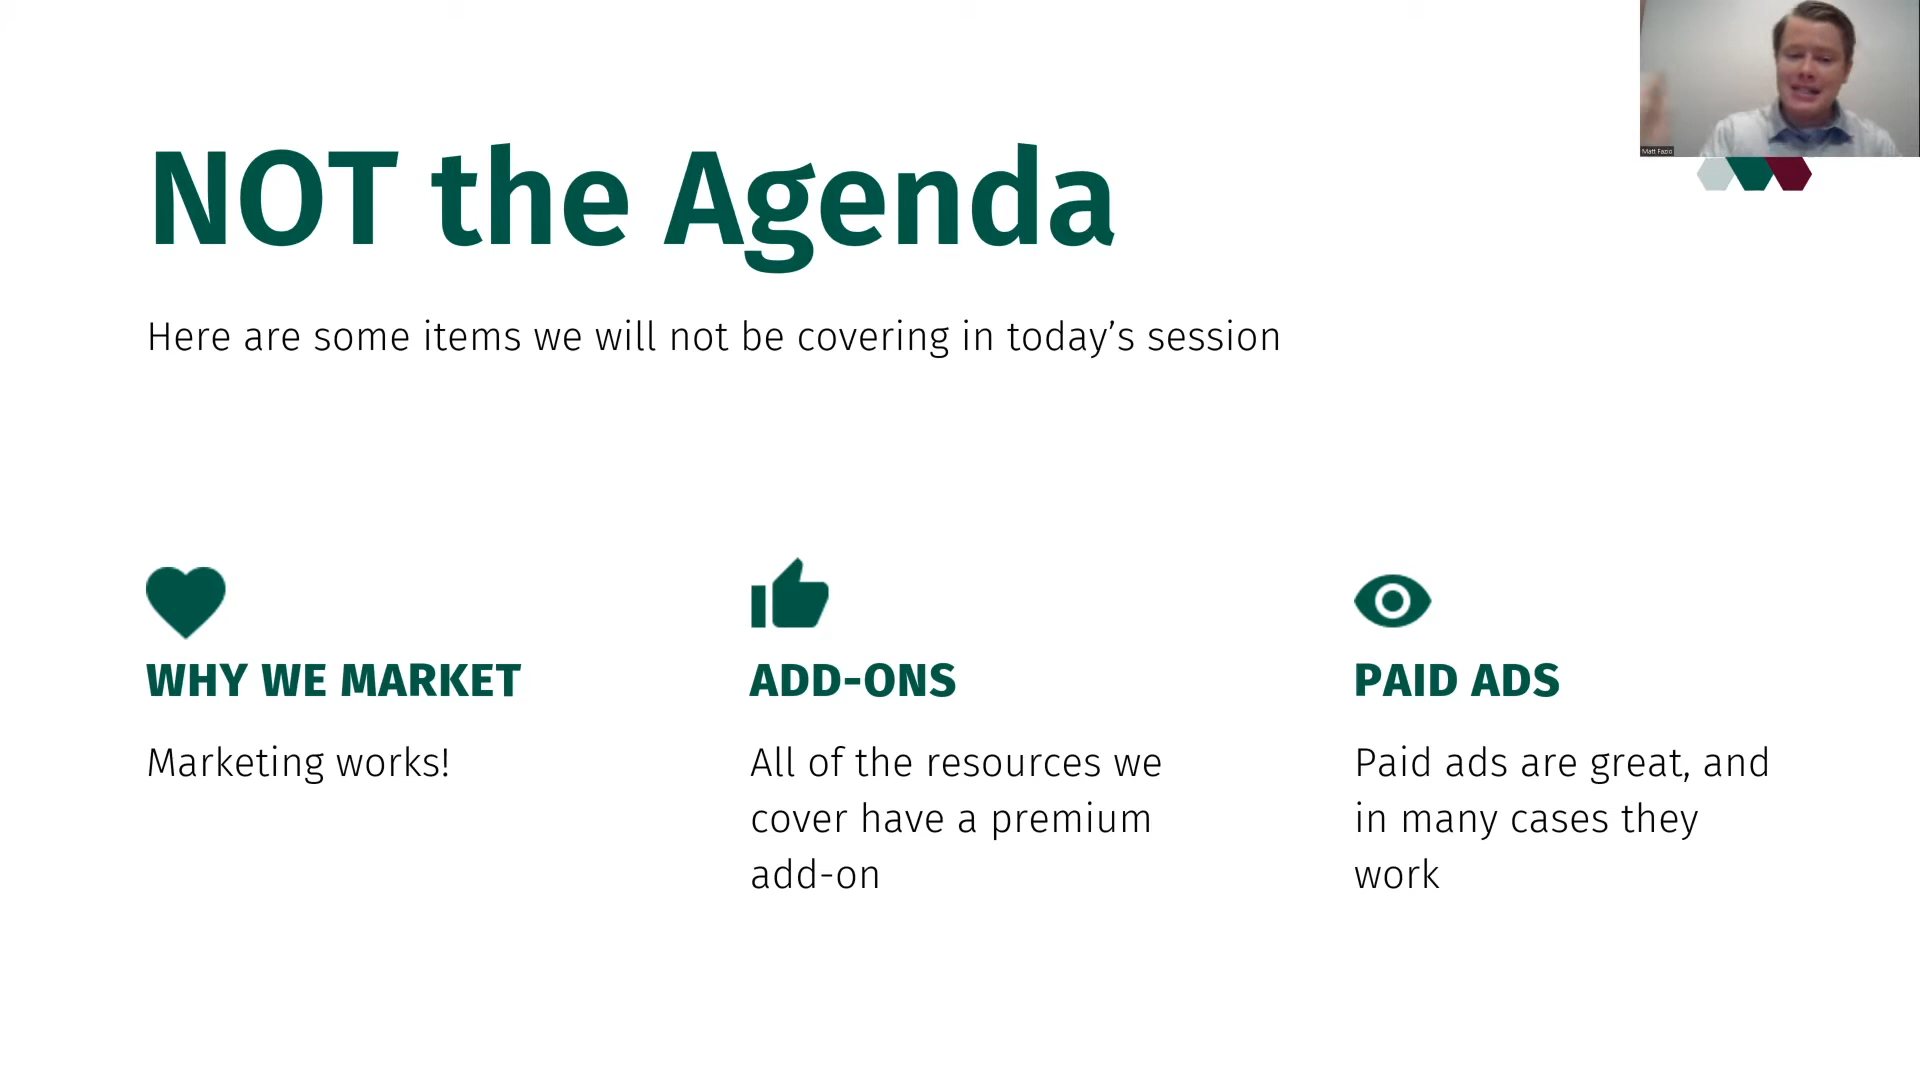 Matt Fazio
NOT the Agenda
Here are some items we will not be covering in today’s session
WHY WE MARKET
Marketing works!
ADD-ONS
All of the resources we
cover have a premium
add-on
PAID ADS
Paid ads are great, and
in many cases they
work